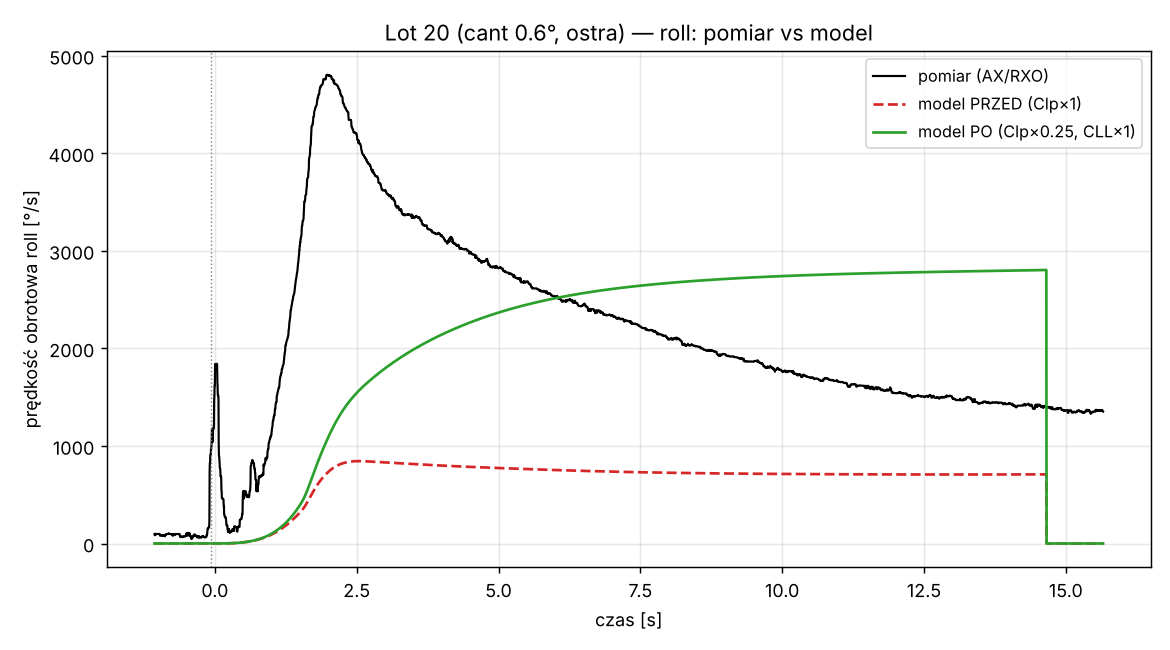 Lot 20 (cant 0.6°, ostra) — roll: pomiar vs model
pomiar (AX/RXO)
model PRZED (Clp×1)
model PO (Clp×0.25, CLL×1)
prędkość obrotowa roll [°/s]
5000
4000
3000
2000
1000
0
0.0 2.5 5.0 7.5 10.0 12.5 15.0
czas [s]